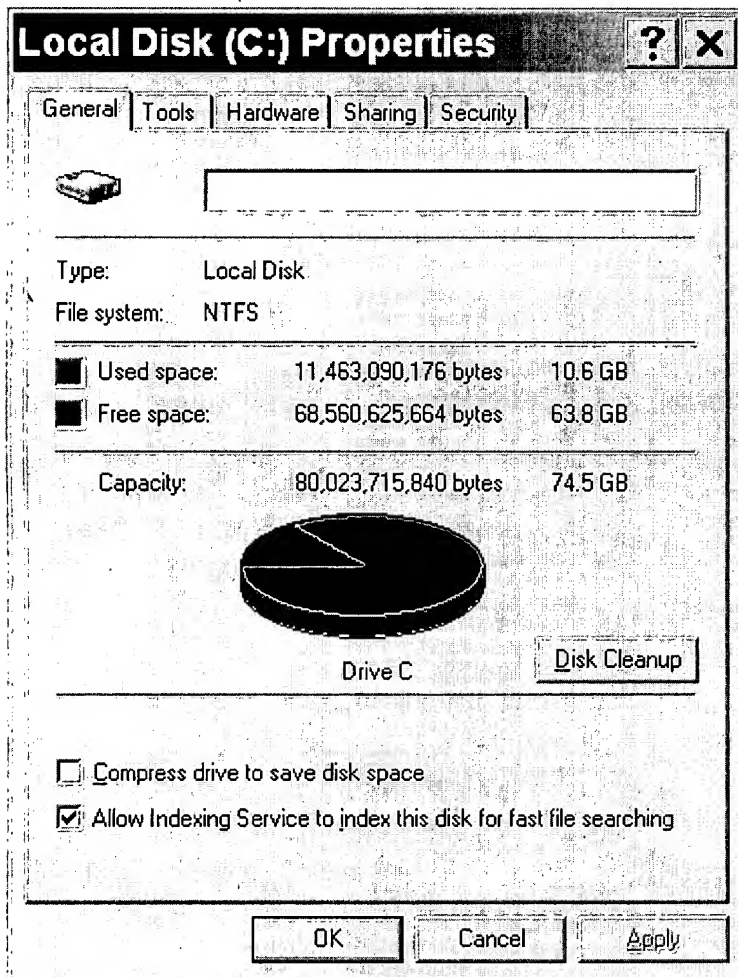 Local Disk (C:) Properties ? X
General Tools Hardware Sharing Security
Type: Local Disk
File system: NTFS
Used space: 11,463,090,176 bytes 10.6 GB
Free space: 68,560,625,664 bytes 63.8 GB
Capacity: 80,023,715,840 bytes 74.5 GB
Drive C
Disk Cleanup
Compress drive to save disk space
Allow Indexing Service to index this disk for fast file searching
OK Cancel Apply